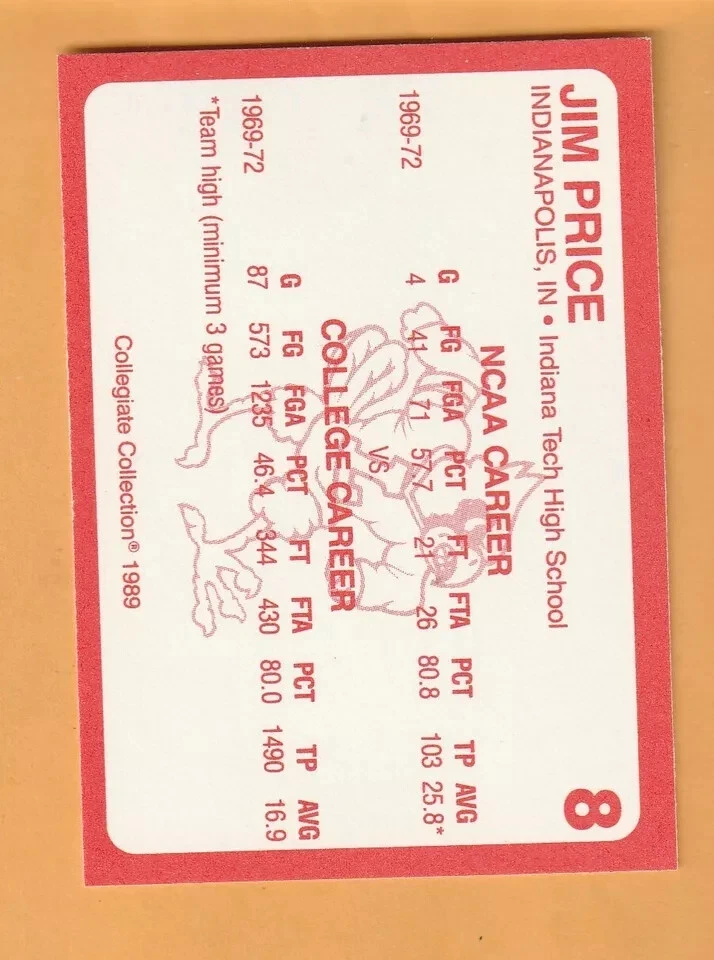 JIM PRICE 8
INDIANAPOLIS, IN • Indiana Tech High School
NCAA CAREER
G FG FGA PCT FT FTA PCT TP AVG
1969-72 4 41 71 57.7 21 26 80.8 103 25.8*
VS
COLLEGE CAREER
G FG FGA PCT FT FTA PCT TP AVG
1969-72 87 573 1235 46.4 344 430 80.0 1490 16.9
*Team high (minimum 3 games)
Collegiate Collection® 1989